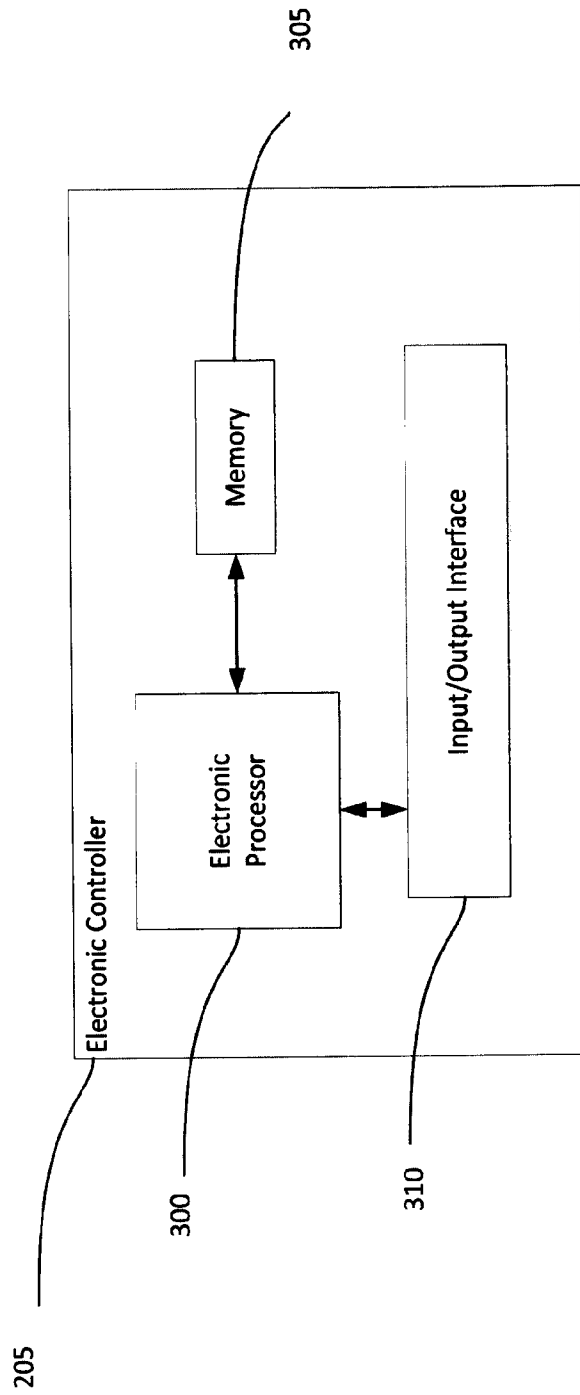 205
Electronic Controller
300
Electronic
Processor
Memory
305
310
Input/Output Interface